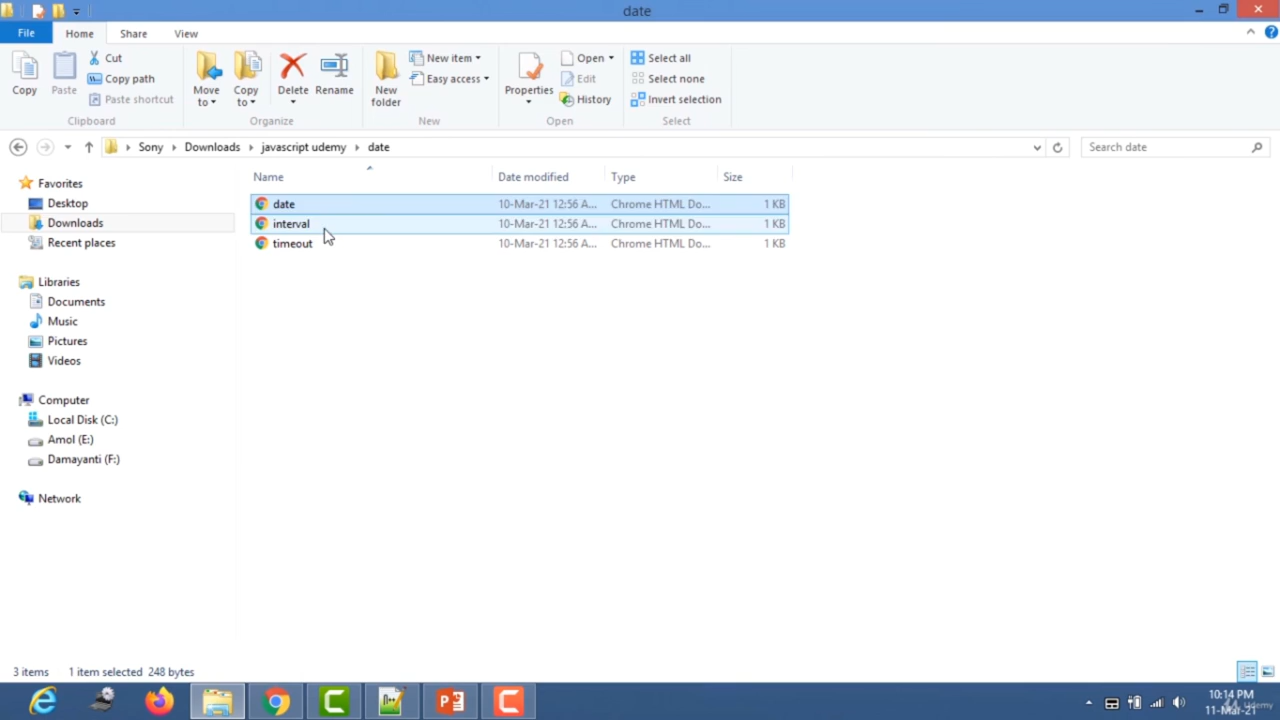 date
File
Home
Share
View
Copy
Paste
Cut
Copy path
Paste shortcut
Clipboard
Move to
Copy to
Delete
Rename
Organize
New folder
New item
Easy access
New
Properties
Open
Edit
History
Open
Select all
Select none
Invert selection
Select
Sony
Downloads
javascript udemy
date
Search date
Name
Date modified
Type
Size
Favorites
Desktop
Downloads
Recent places
Libraries
Documents
Music
Pictures
Videos
Computer
Local Disk (C:)
Amol (E:)
Damayanti (F:)
Network
date 10-Mar-21 12:56 A... Chrome HTML Do... 1 KB
interval 10-Mar-21 12:56 A... Chrome HTML Do... 1 KB
timeout 10-Mar-21 12:56 A... Chrome HTML Do... 1 KB
3 items 1 item selected 248 bytes
10:14 PM
11-Mar-21
Udemy